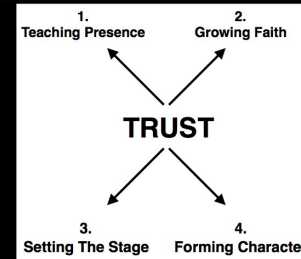 1.
Teaching Presence
2.
Growing Faith
TRUST
3.
Setting The Stage
4.
Forming Characte